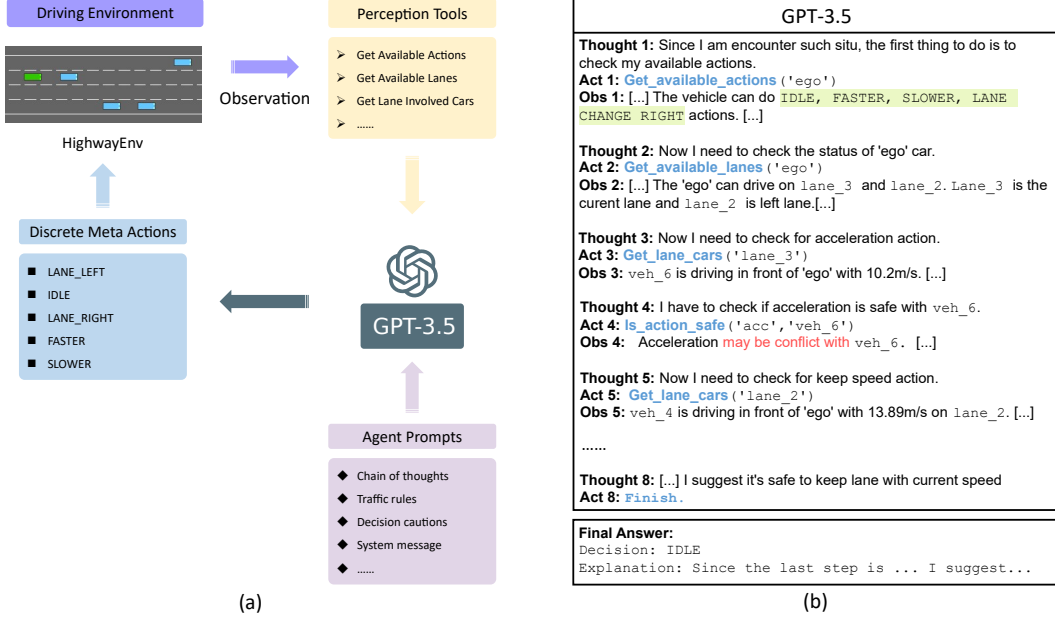 Driving Environment
HighwayEnv
Observation
Perception Tools
➢ Get Available Actions
➢ Get Available Lanes
➢ Get Lane Involved Cars
➢ ......
Discrete Meta Actions
■ LANE_LEFT
■ IDLE
■ LANE_RIGHT
■ FASTER
■ SLOWER
GPT-3.5
Agent Prompts
◆ Chain of thoughts
◆ Traffic rules
◆ Decision cautions
◆ System message
◆ ......
(a)
GPT-3.5
Thought 1: Since I am encounter such situ, the first thing to do is to
check my available actions.
Act 1: Get_available_actions('ego')
Obs 1: [...] The vehicle can do IDLE, FASTER, SLOWER, LANE
CHANGE RIGHT actions. [...]
Thought 2: Now I need to check the status of 'ego' car.
Act 2: Get_available_lanes('ego')
Obs 2: [...] The 'ego' can drive on lane_3 and lane_2. Lane_3 is the
curent lane and lane_2 is left lane.[...]
Thought 3: Now I need to check for acceleration action.
Act 3: Get_lane_cars('lane_3')
Obs 3: veh_6 is driving in front of 'ego' with 10.2m/s. [...]
Thought 4: I have to check if acceleration is safe with veh_6.
Act 4: Is_action_safe('acc','veh_6')
Obs 4: Acceleration may be conflict with veh_6. [...]
Thought 5: Now I need to check for keep speed action.
Act 5: Get_lane_cars('lane_2')
Obs 5: veh_4 is driving in front of 'ego' with 13.89m/s on lane_2. [...]
......
Thought 8: [...] I suggest it's safe to keep lane with current speed
Act 8: Finish.
Final Answer:
Decision: IDLE
Explanation: Since the last step is ... I suggest...
(b)